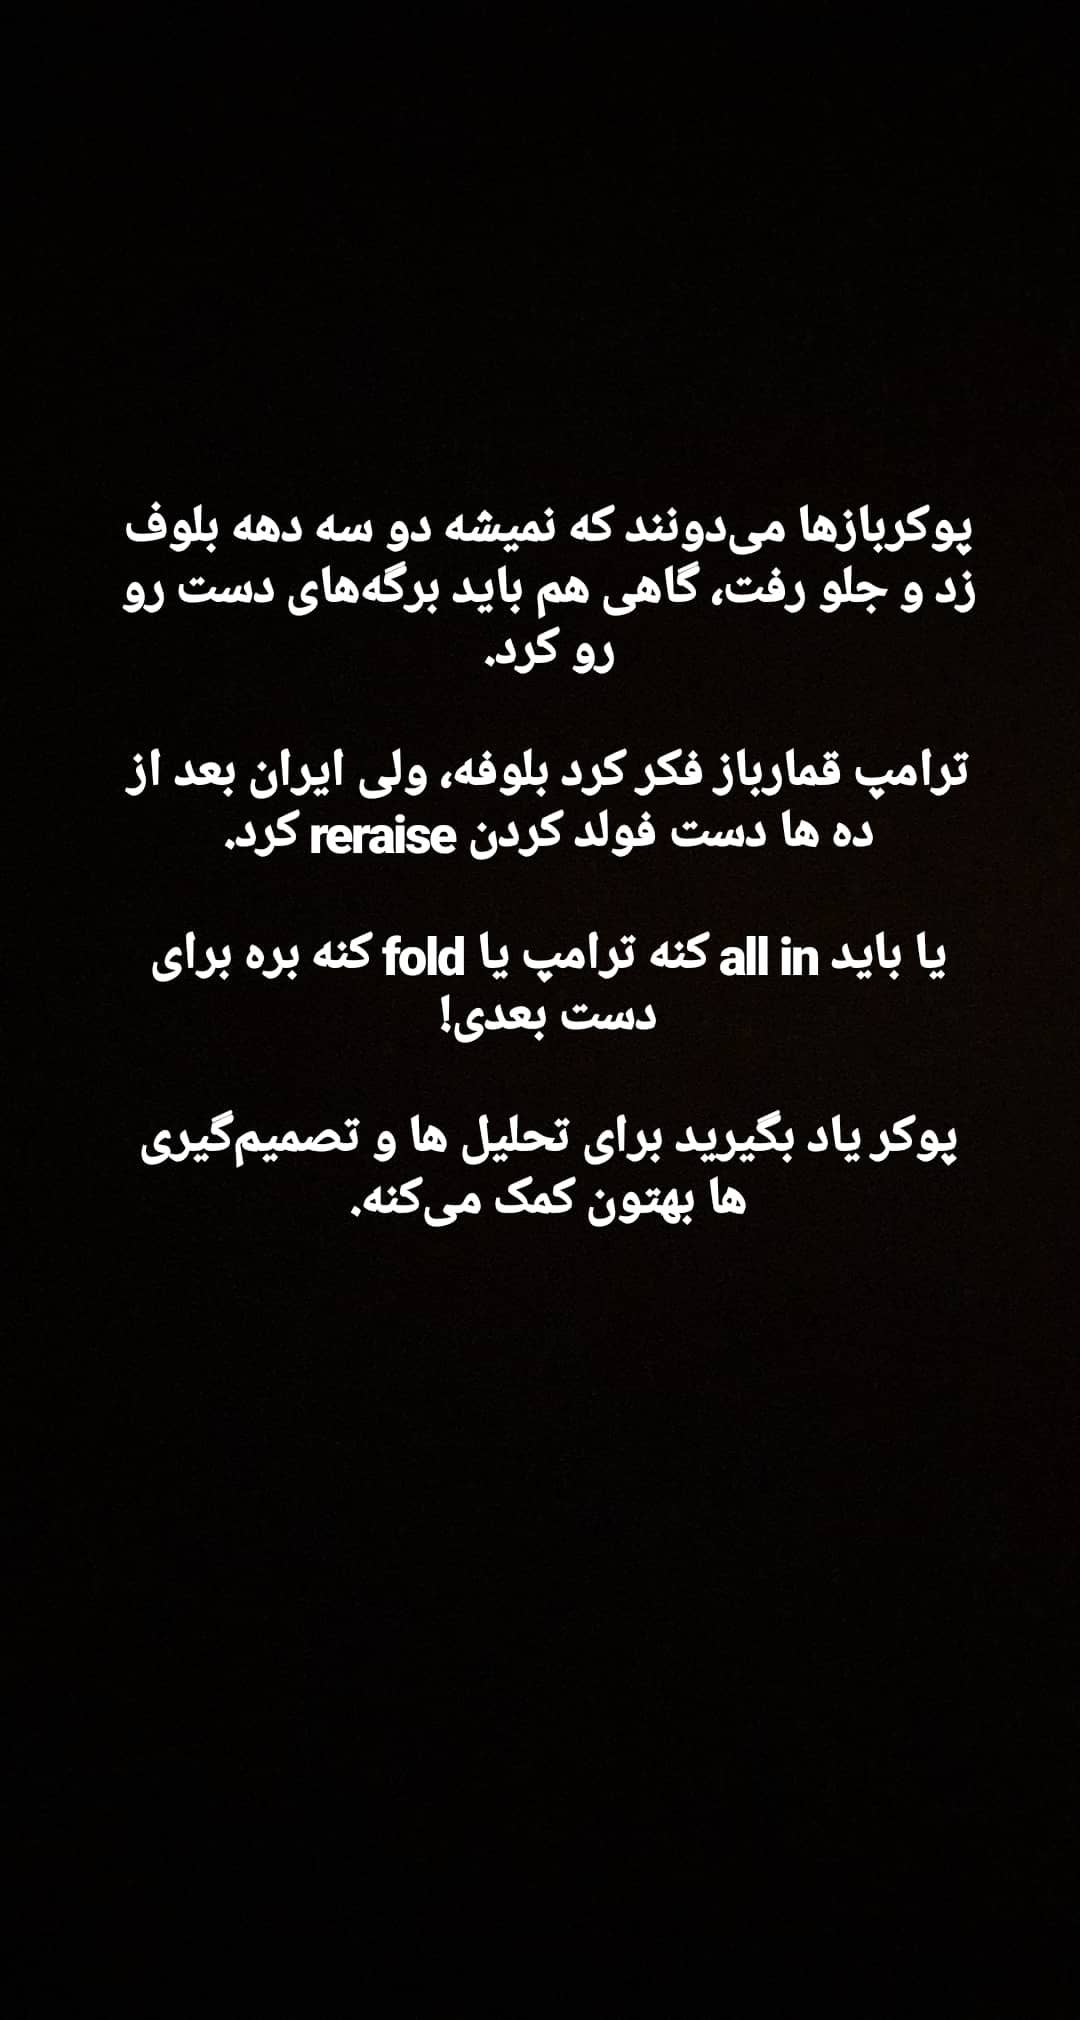 پوکربازها می‌دونند که نمیشه دو سه دهه بلوف
زد و جلو رفت، گاهی هم باید برگه‌های دست رو
رو کرد.
ترامپ قمارباز فکر کرد بلوفه، ولی ایران بعد از
ده ها دست فولد کردن reraise کرد.
یا باید all in کنه ترامپ یا fold کنه بره برای
دست بعدی!
پوکر یاد بگیرید برای تحلیل ها و تصمیم‌گیری
ها بهتون کمک می‌کنه.